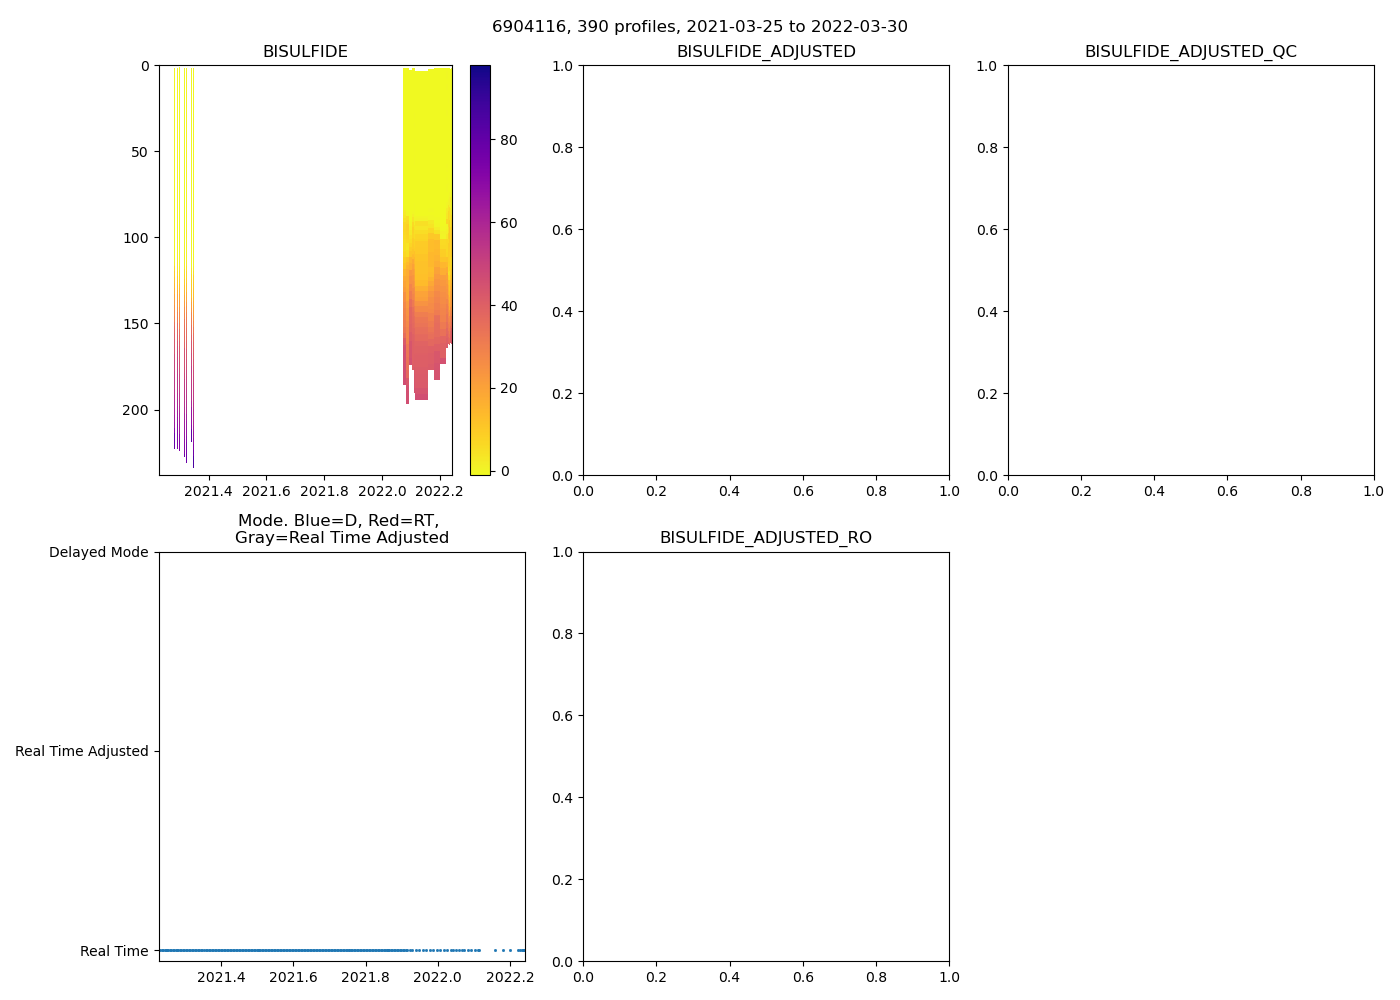 6904116, 390 profiles, 2021-03-25 to 2022-03-30
BISULFIDE
0
50
100
150
200
2021.4 2021.6 2021.8 2022.0 2022.2
80
60
40
20
0
BISULFIDE_ADJUSTED
1.0
0.8
0.6
0.4
0.2
0.0
0.0 0.2 0.4 0.6 0.8 1.0
BISULFIDE_ADJUSTED_QC
1.0
0.8
0.6
0.4
0.2
0.0
0.0 0.2 0.4 0.6 0.8 1.0
Mode. Blue=D, Red=RT,
Gray=Real Time Adjusted
Delayed Mode
Real Time Adjusted
Real Time
2021.4 2021.6 2021.8 2022.0 2022.2
BISULFIDE_ADJUSTED_RO
1.0
0.8
0.6
0.4
0.2
0.0
0.0 0.2 0.4 0.6 0.8 1.0